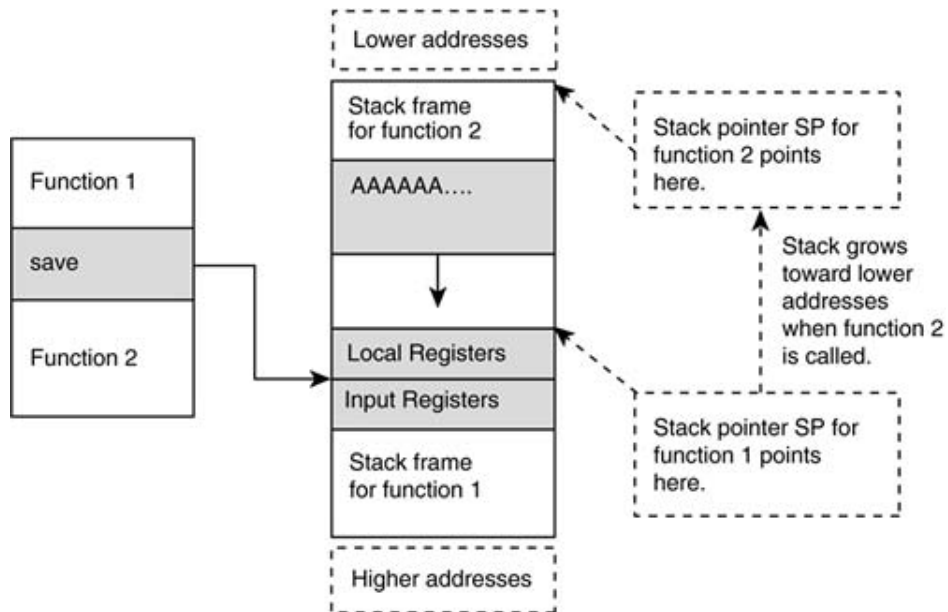 Lower addresses
Stack frame
for function 2
AAAAAA....
Local Registers
Input Registers
Stack frame
for function 1
Higher addresses
Function 1
save
Function 2
Stack pointer SP for
function 2 points
here.
Stack grows
toward lower
addresses
when function 2
is called.
Stack pointer SP for
function 1 points
here.